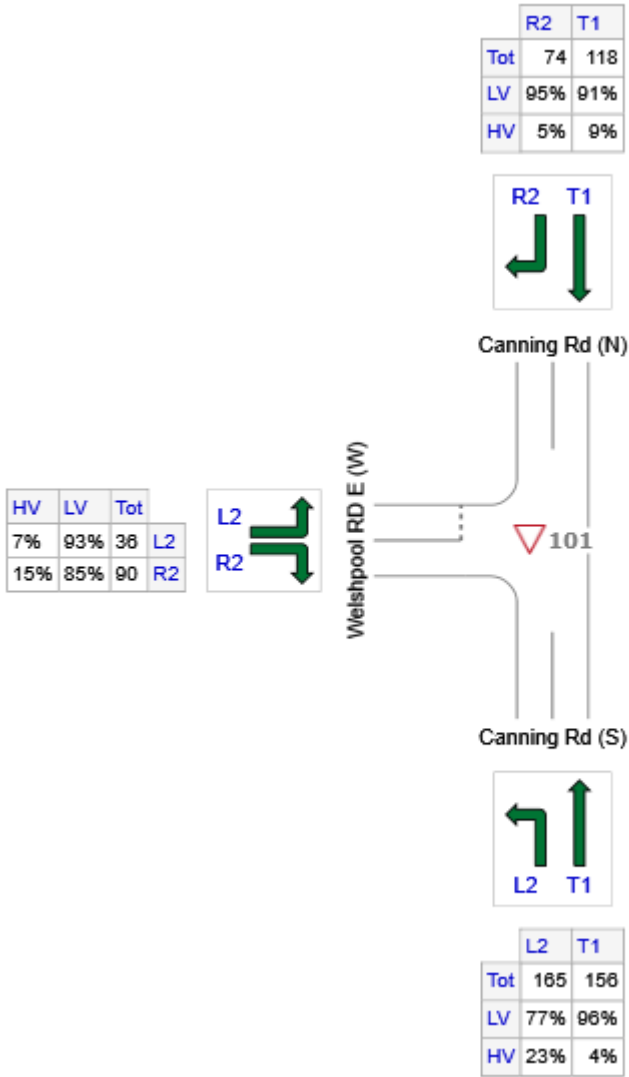 R2 T1
Tot 74 118
LV 95% 91%
HV 5% 9%
R2 T1
Canning Rd (N)
Welshpool RD E (W)
HV LV Tot
7% 93% 36 L2
15% 85% 90 R2
L2
R2
101
Canning Rd (S)
L2 T1
L2 T1
Tot 165 156
LV 77% 96%
HV 23% 4%